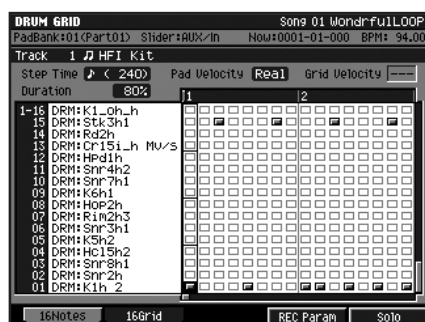 DRUM GRID Song 01 WondrfulLOOP
PadBank:01(Part01) Slider:AUX/In Now:0001-01-000 BPM: 94.00
Track 1 HFI Kit
Step Time ♪ ( 240) Pad Velocity Real Grid Velocity ---
Duration 80%
1 2
1-16 DRM:K1_oh_h
15 DRM:Stk3h1
14 DRM:Rd2h
13 DRM:Cr15i_h MV/S
12 DRM:HPd1h
11 DRM:Snr4h2
10 DRM:Snr7h1
09 DRM:K6h1
08 DRM:HOP2h
07 DRM:Rim2h3
06 DRM:Snr3h1
05 DRM:K5h2
04 DRM:HC15h2
03 DRM:Snr8h1
02 DRM:Snr2h
01 DRM:K1h 2
16Notes 16Grid REC Param Solo